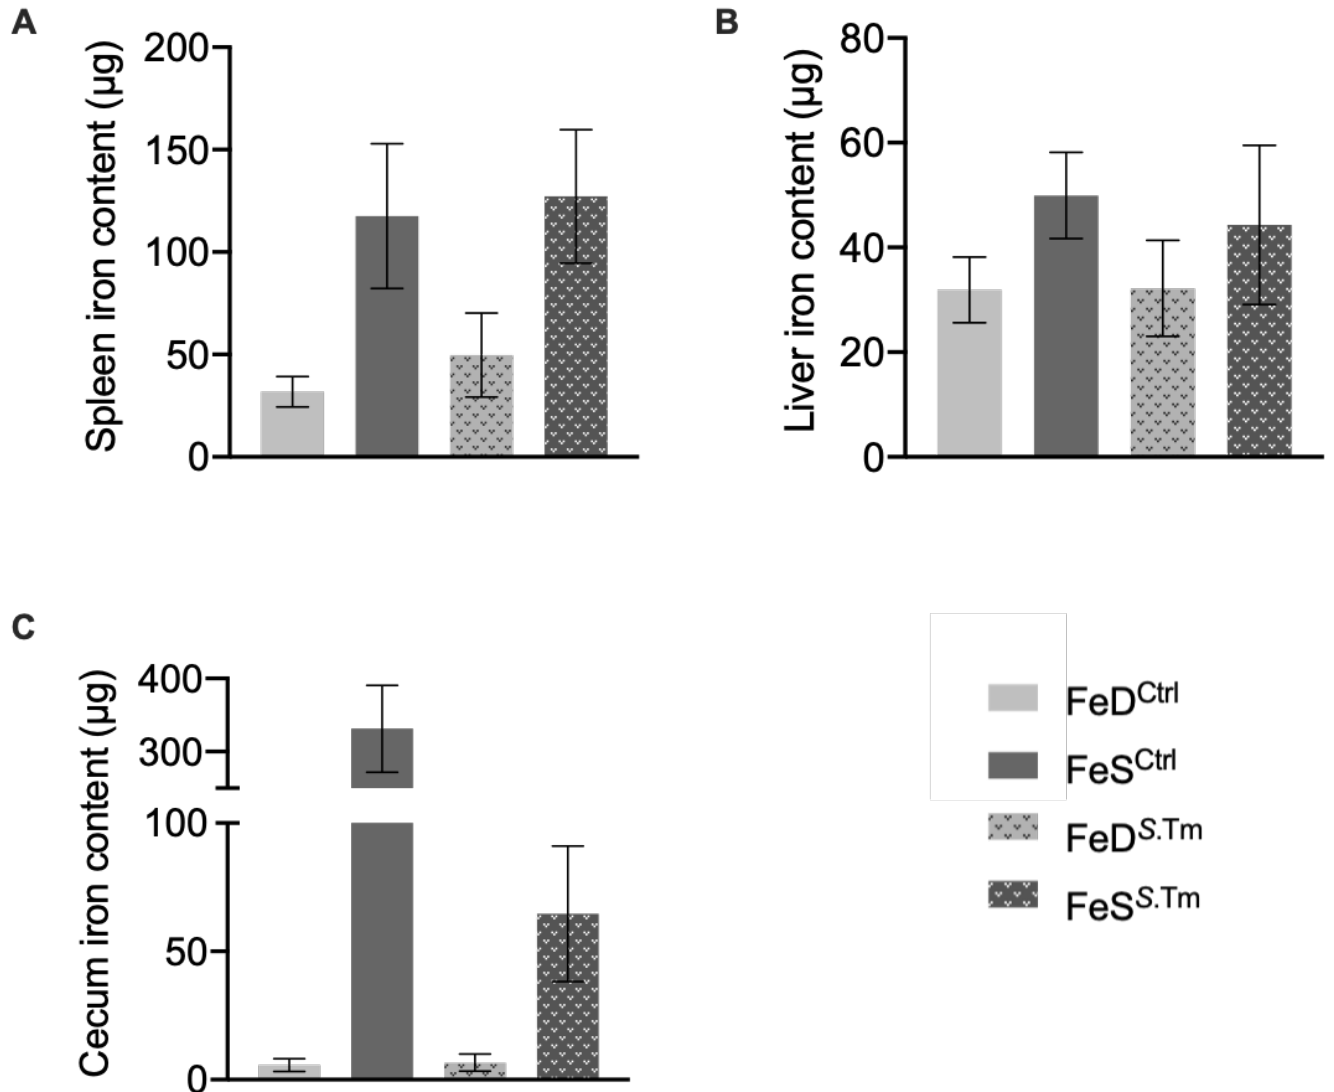 A
Spleen iron content (µg)
200
150
100
50
0
B
Liver iron content (µg)
80
60
40
20
0
C
Cecum iron content (µg)
400
300
100
50
0
FeD^Ctrl
FeS^Ctrl
FeD^S.Tm
FeS^S.Tm